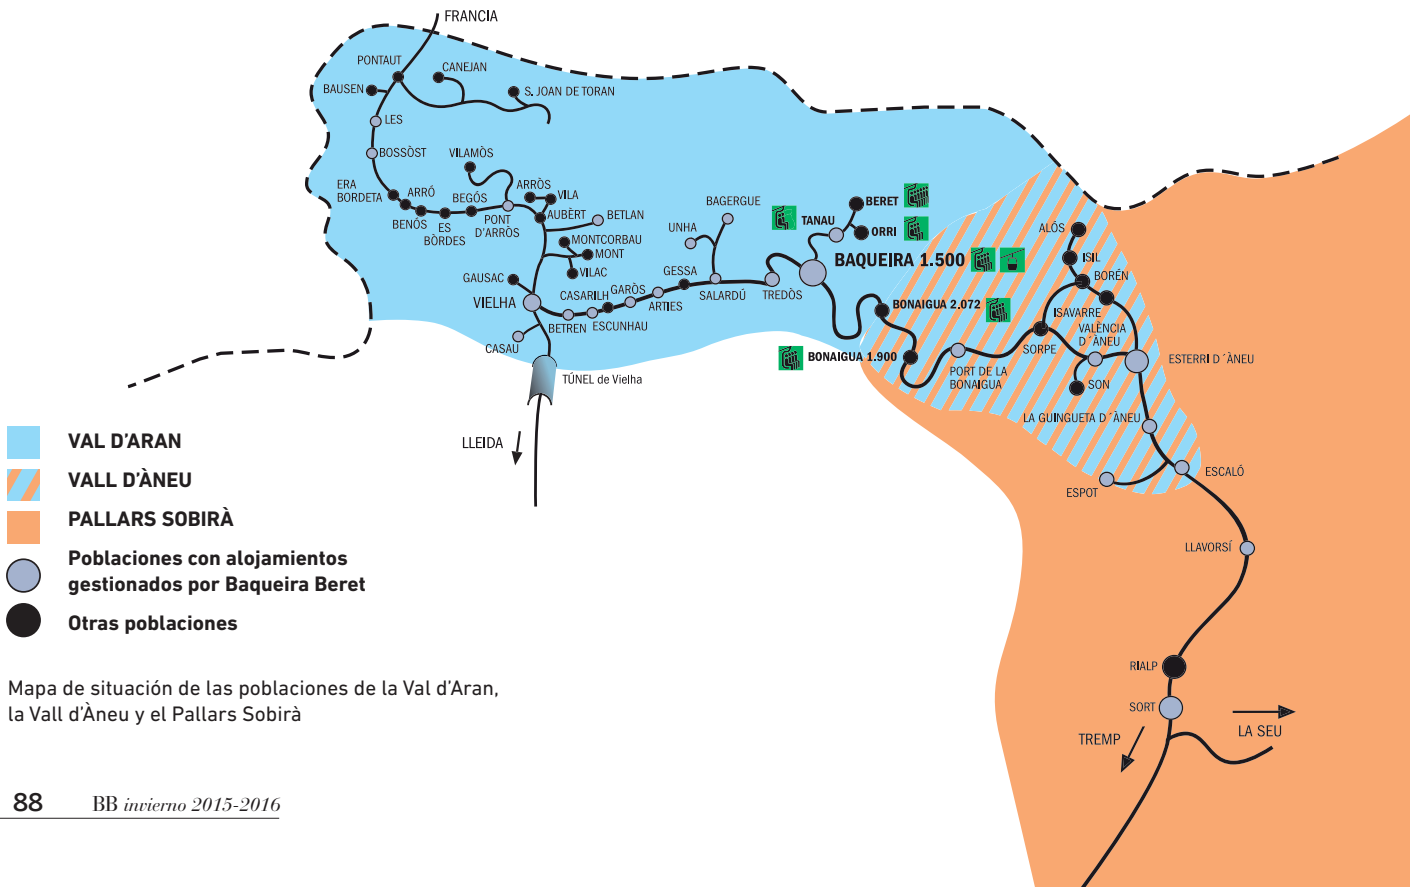 FRANCIA
PONTAUT
CANEJAN
BAUSEN
S. JOAN DE TORAN
LES
BOSSÒST
VILAMÒS
ERA
BORDETA
ARRÓ
BENÓS
ES
BÒRDES
BEGÓS
PONT
D'ARRÒS
ARRÒS
VILA
AUBÈRT
BETLAN
MONTCORBAU
MONT
VILAC
GAUSAC
VIELHA
CASAU
BETREN
CASARILH
ESCUNHAU
GARÒS
ARTIES
GESSA
UNHA
BAGERGUE
SALARDÚ
TREDÒS
TANAU
BERET
ORRI
BAQUEIRA 1.500
BONAIGUA 2.072
BONAIGUA 1.900
PORT DE LA
BONAIGUA
ALÓS
ISIL
BORÉN
ISAVARRE
SORPE
VALÈNCIA
D´ÀNEU
SON
ESTERRI D´ÀNEU
LA GUINGUETA D´ÀNEU
ESCALÓ
ESPOT
LLAVORSÍ
RIALP
SORT
TREMP
LA SEU
TÚNEL de Vielha
LLEIDA
VAL D'ARAN
VALL D'ÀNEU
PALLARS SOBIRÀ
Poblaciones con alojamientos
gestionados por Baqueira Beret
Otras poblaciones
Mapa de situación de las poblaciones de la Val d'Aran,
la Vall d'Àneu y el Pallars Sobirà
88 BB invierno 2015-2016